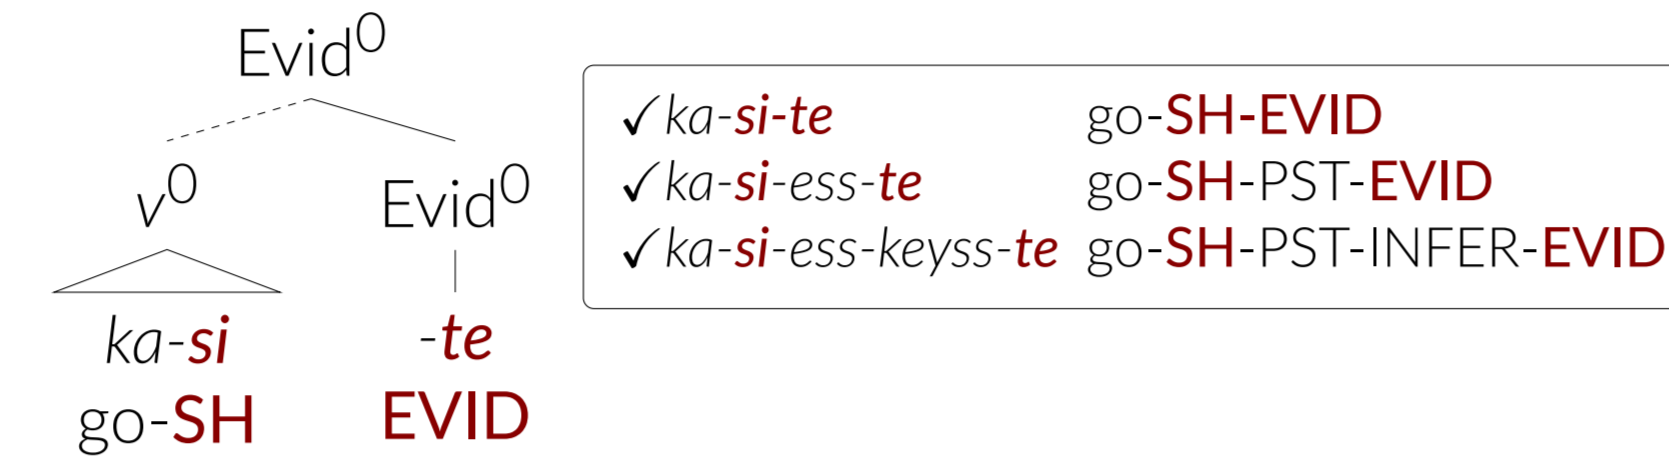 Evid⁰
v⁰ Evid⁰
ka-si -te
go-SH EVID
✓ka-si-te go-SH-EVID
✓ka-si-ess-te go-SH-PST-EVID
✓ka-si-ess-keyss-te go-SH-PST-INFER-EVID